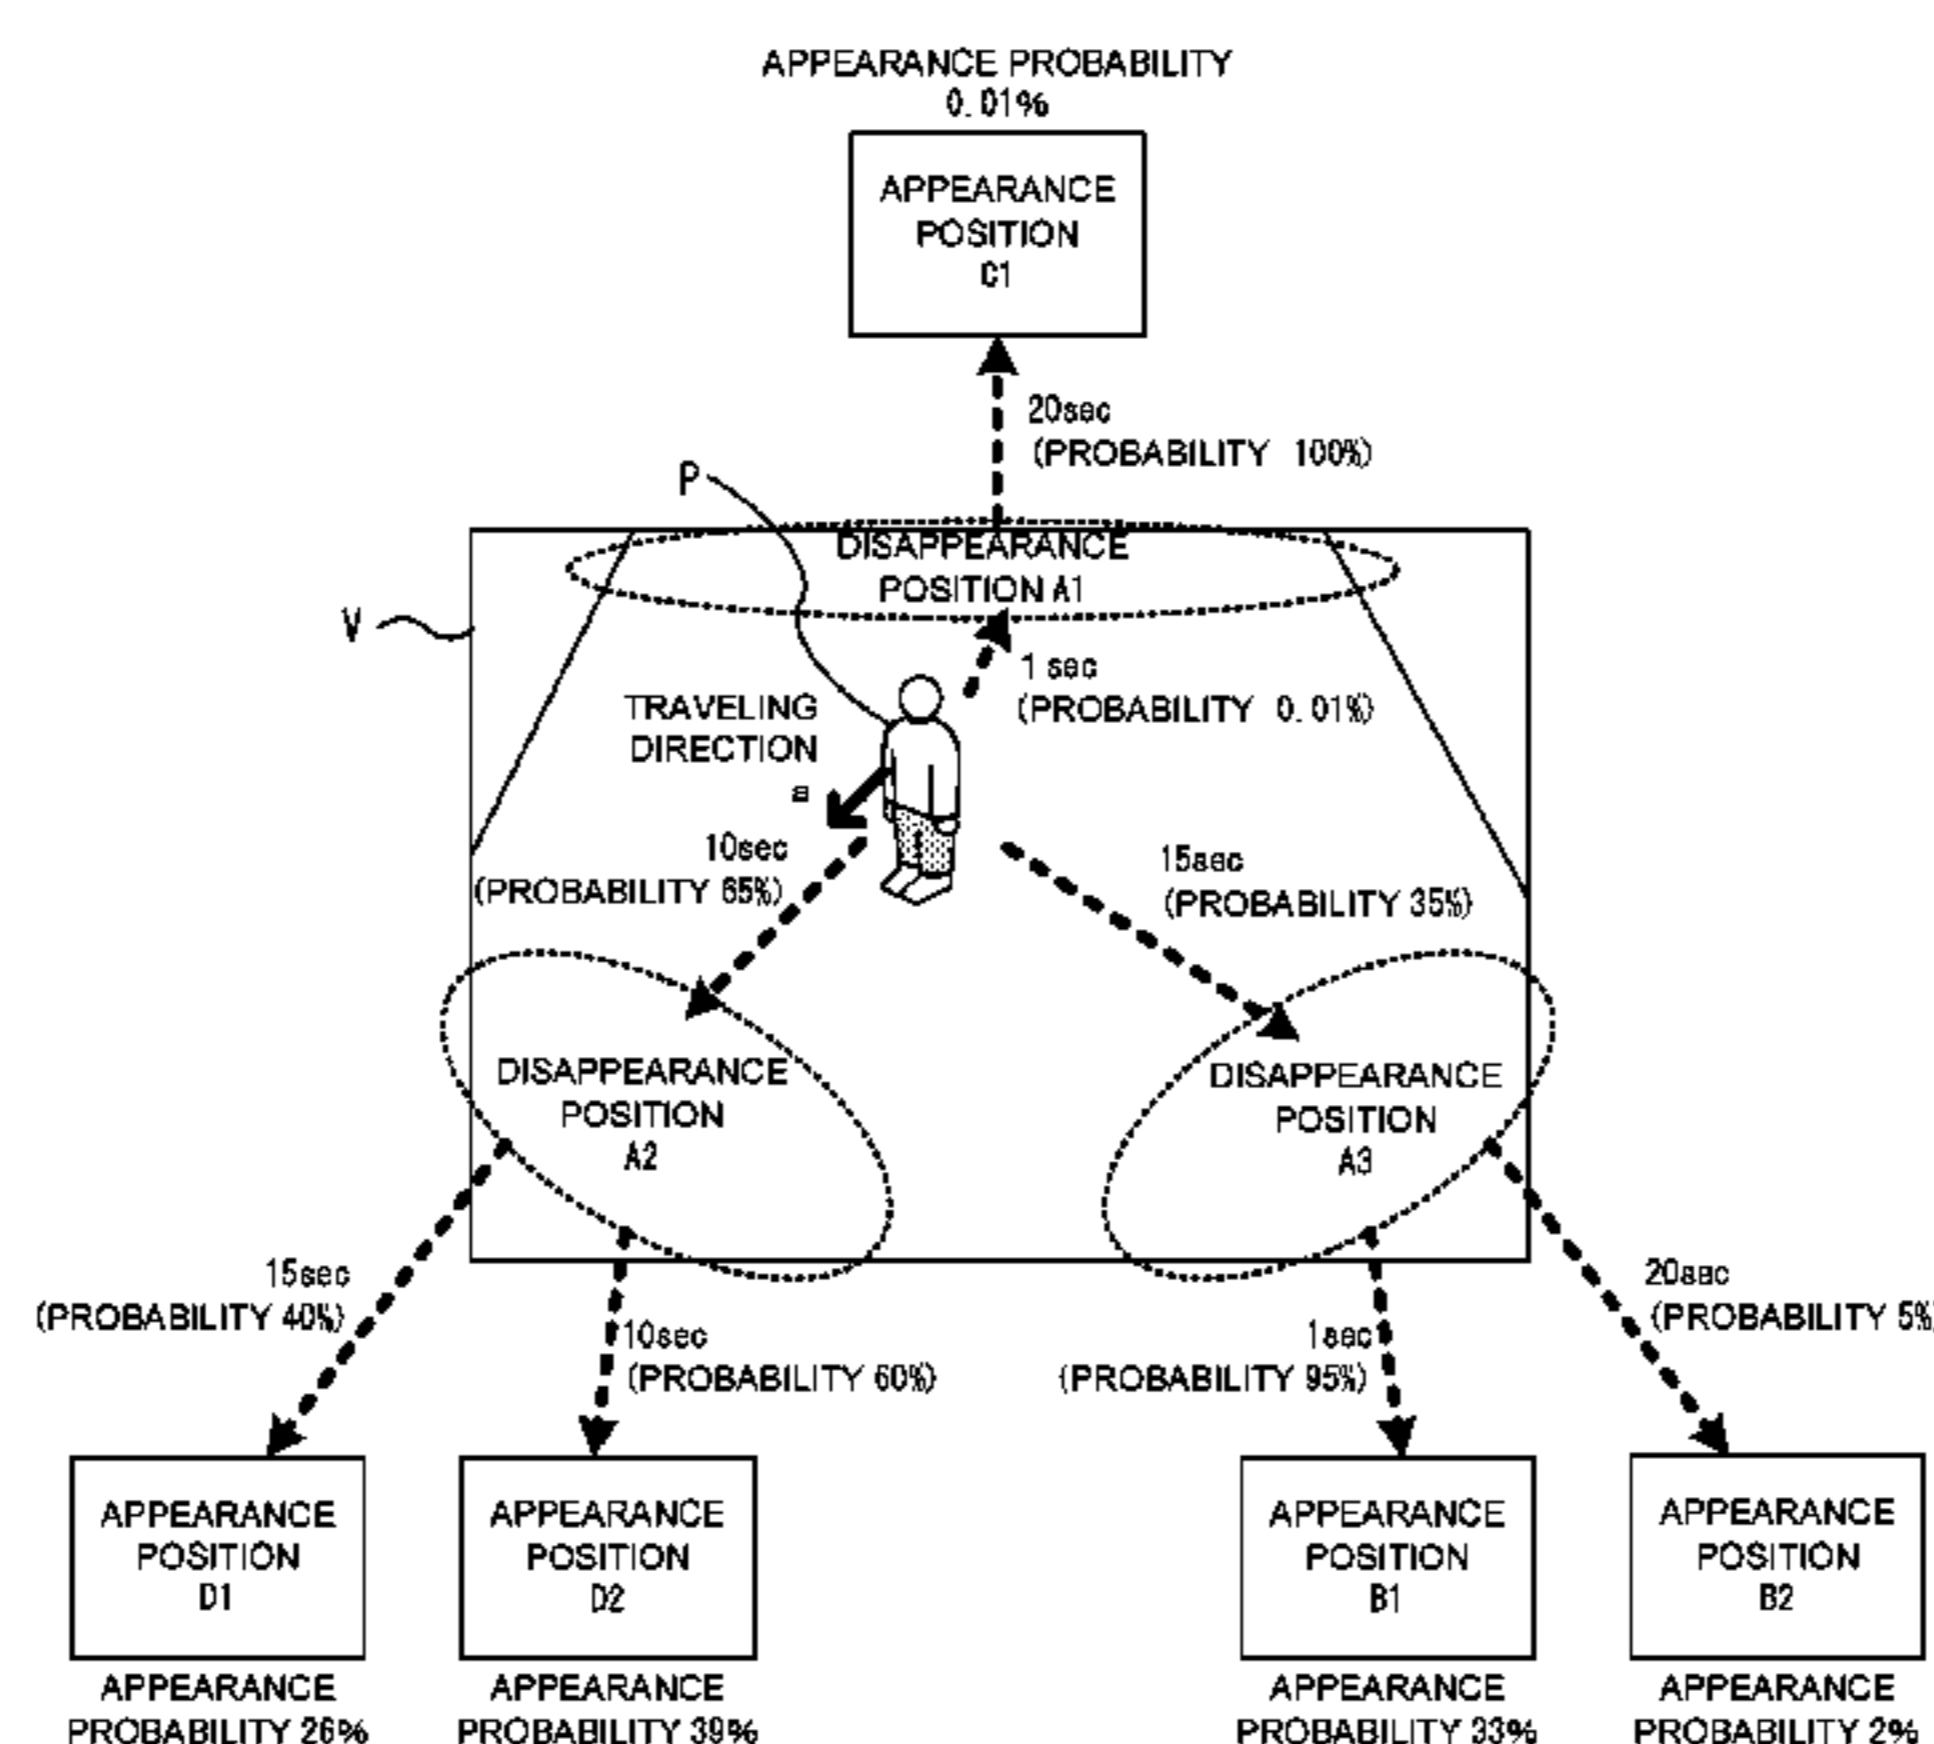 APPEARANCE PROBABILITY
0.01%
APPEARANCE
POSITION
C1
20sec
(PROBABILITY 100%)
P
DISAPPEARANCE
POSITION A1
V
1 sec
(PROBABILITY 0.01%)
TRAVELING
DIRECTION
a
10sec
(PROBABILITY 65%)
15sec
(PROBABILITY 35%)
DISAPPEARANCE
POSITION
A2
DISAPPEARANCE
POSITION
A3
15sec
(PROBABILITY 40%)
10sec
(PROBABILITY 60%)
1sec
(PROBABILITY 95%)
20sec
(PROBABILITY 5%)
APPEARANCE
POSITION
D1
APPEARANCE
PROBABILITY 26%
APPEARANCE
POSITION
D2
APPEARANCE
PROBABILITY 39%
APPEARANCE
POSITION
B1
APPEARANCE
PROBABILITY 33%
APPEARANCE
POSITION
B2
APPEARANCE
PROBABILITY 2%